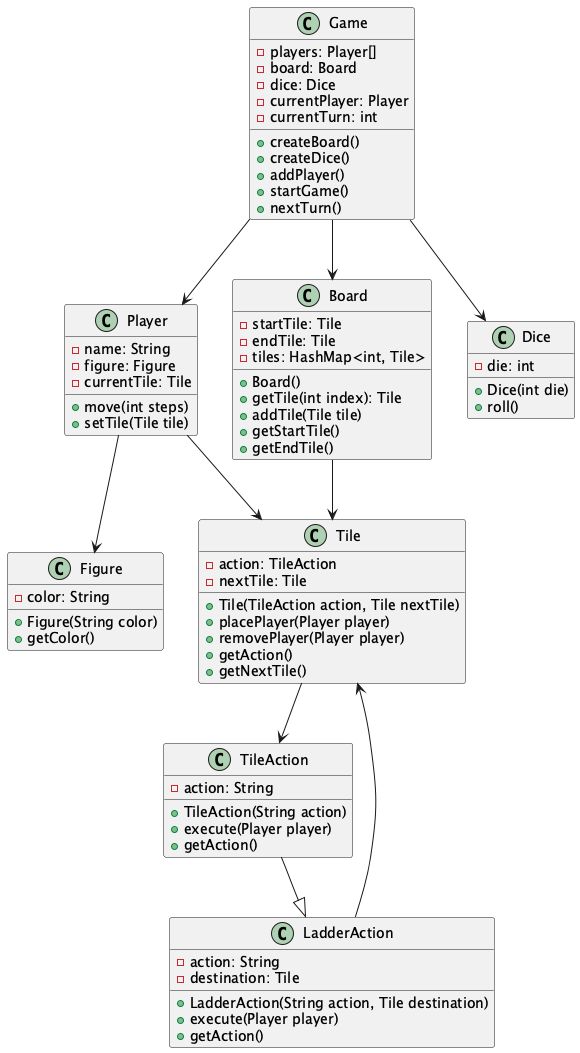 C Game
players: Player[]
board: Board
dice: Dice
currentPlayer: Player
currentTurn: int
createBoard()
createDice()
addPlayer()
startGame()
nextTurn()
C Player
name: String
figure: Figure
currentTile: Tile
move(int steps)
setTile(Tile tile)
C Board
startTile: Tile
endTile: Tile
tiles: HashMap<int, Tile>
Board()
getTile(int index): Tile
addTile(Tile tile)
getStartTile()
getEndTile()
C Dice
die: int
Dice(int die)
roll()
C Figure
color: String
Figure(String color)
getColor()
C Tile
action: TileAction
nextTile: Tile
Tile(TileAction action, Tile nextTile)
placePlayer(Player player)
removePlayer(Player player)
getAction()
getNextTile()
C TileAction
action: String
TileAction(String action)
execute(Player player)
getAction()
C LadderAction
action: String
destination: Tile
LadderAction(String action, Tile destination)
execute(Player player)
getAction()